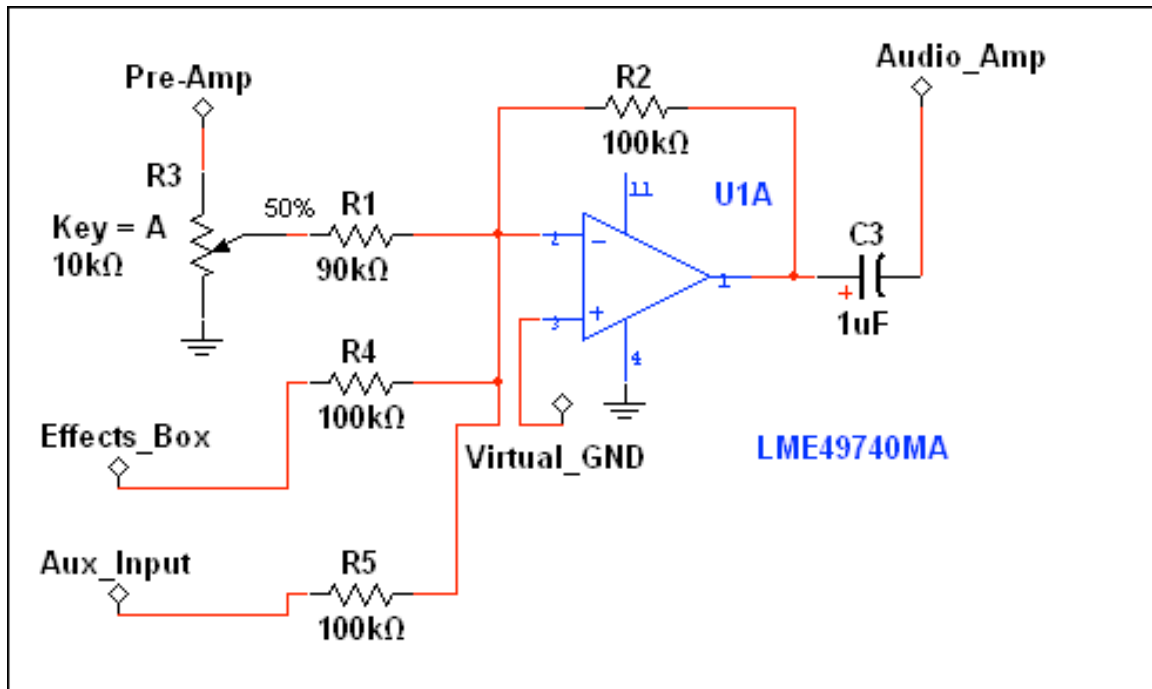 Audio_Amp
Pre-Amp
R2
100kΩ
R3
Key = A
10kΩ
50%
R1
90kΩ
11
U1A
2
3
1
4
C3
+
1uF
R4
100kΩ
Effects_Box
Virtual_GND
LME49740MA
Aux_Input
R5
100kΩ